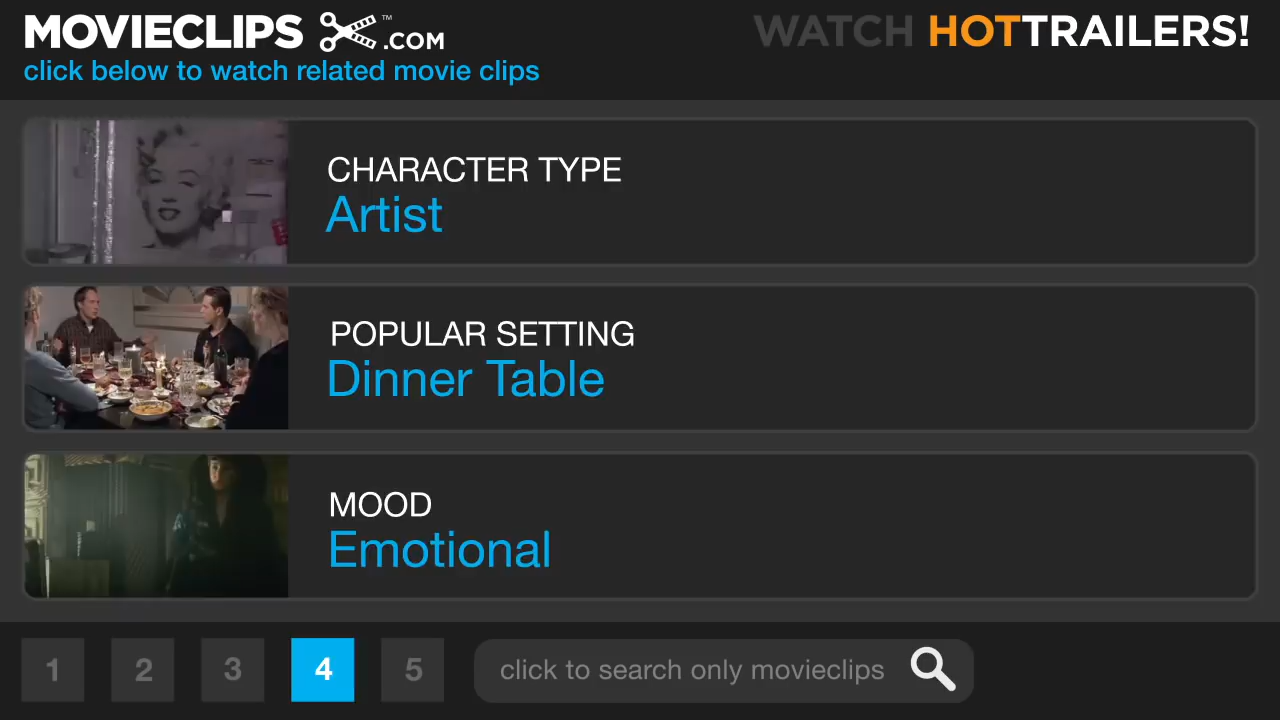 MOVIECLIPS ™ .COM
WATCH HOTTRAILERS!
click below to watch related movie clips
CHARACTER TYPE
Artist
POPULAR SETTING
Dinner Table
MOOD
Emotional
1 2 3 4 5 click to search only movieclips